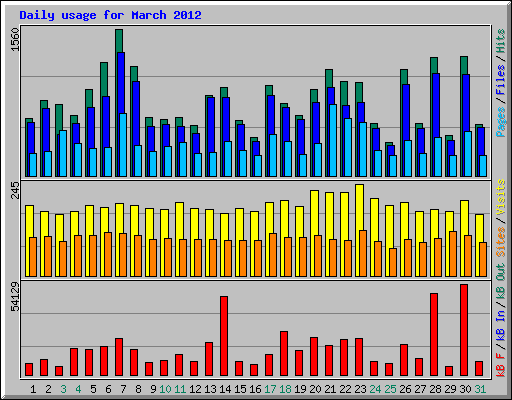 Daily usage for March 2012
1560
Pages / Files / Hits
245
Sites / Visits
54129
kB F / kB In / kB Out
1 2 3 4 5 6 7 8 9 10 11 12 13 14 15 16 17 18 19 20 21 22 23 24 25 26 27 28 29 30 31